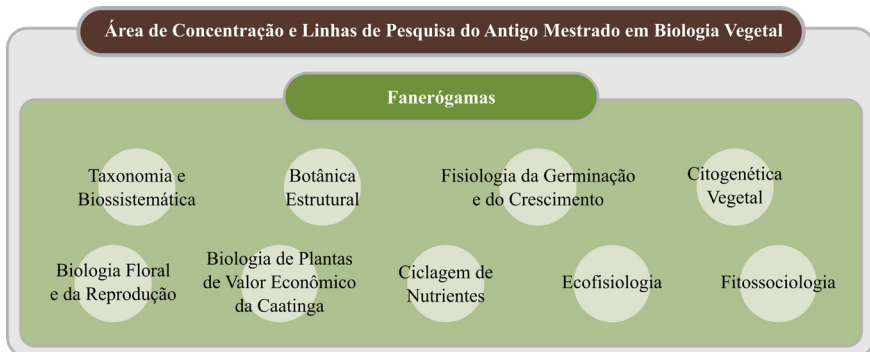 Área de Concentração e Linhas de Pesquisa do Antigo Mestrado em Biologia Vegetal
Fanerógamas
Taxonomia e
Biossistemática
Botânica
Estrutural
Fisiologia da Germinação
e do Crescimento
Citogenética
Vegetal
Biologia Floral
e da Reprodução
Biologia de Plantas
de Valor Econômico
da Caatinga
Ciclagem de
Nutrientes
Ecofisiologia
Fitossociologia